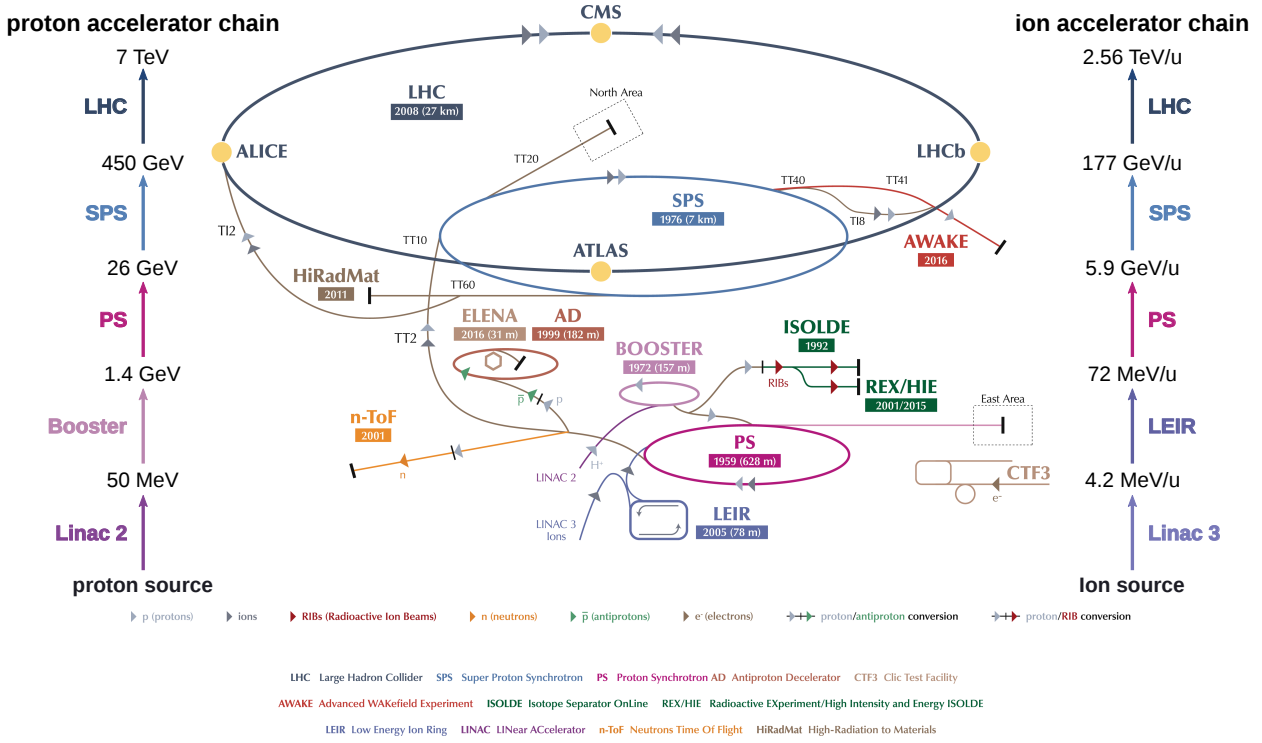 proton accelerator chain
7 TeV
LHC
450 GeV
SPS
26 GeV
PS
1.4 GeV
Booster
50 MeV
Linac 2
proton source
CMS
LHC
2008 (27 km)
North Area
ALICE
LHCb
TT20
TT40
TT41
SPS
1976 (7 km)
TI8
TI2
TT10
AWAKE
2016
ATLAS
HiRadMat
2011
TT60
ELENA
2016 (31 m)
AD
1999 (182 m)
TT2
BOOSTER
1972 (157 m)
ISOLDE
1992
RIBs
REX/HIE
2001/2015
p̅
p
n-ToF
2001
n
East Area
PS
1959 (628 m)
H⁺
LINAC 2
CTF3
e⁻
LINAC 3
Ions
LEIR
2005 (78 m)
ion accelerator chain
2.56 TeV/u
LHC
177 GeV/u
SPS
5.9 GeV/u
PS
72 MeV/u
LEIR
4.2 MeV/u
Linac 3
Ion source
p (protons) ions RIBs (Radioactive Ion Beams) n (neutrons) p̅ (antiprotons) e⁻ (electrons) proton/antiproton conversion proton/RIB conversion
LHC Large Hadron Collider SPS Super Proton Synchrotron PS Proton Synchrotron AD Antiproton Decelerator CTF3 Clic Test Facility
AWAKE Advanced WAKefield Experiment ISOLDE Isotope Separator OnLine REX/HIE Radioactive EXperiment/High Intensity and Energy ISOLDE
LEIR Low Energy Ion Ring LINAC LINear ACcelerator n-ToF Neutrons Time Of Flight HiRadMat High-Radiation to Materials